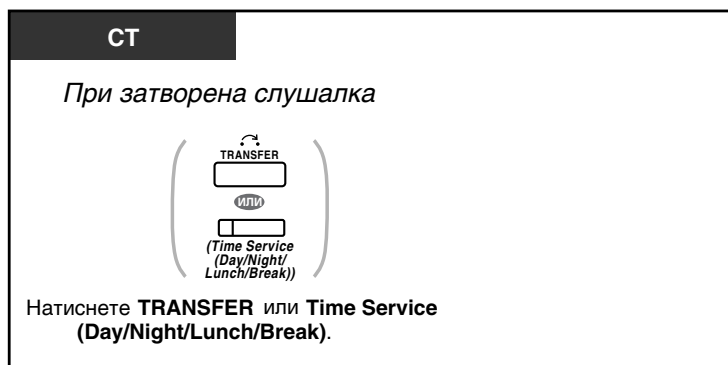 СТ
При затворена слушалка
TRANSFER
или
(Time Service
(Day/Night/
Lunch/Break))
Натиснете TRANSFER или Time Service
(Day/Night/Lunch/Break).